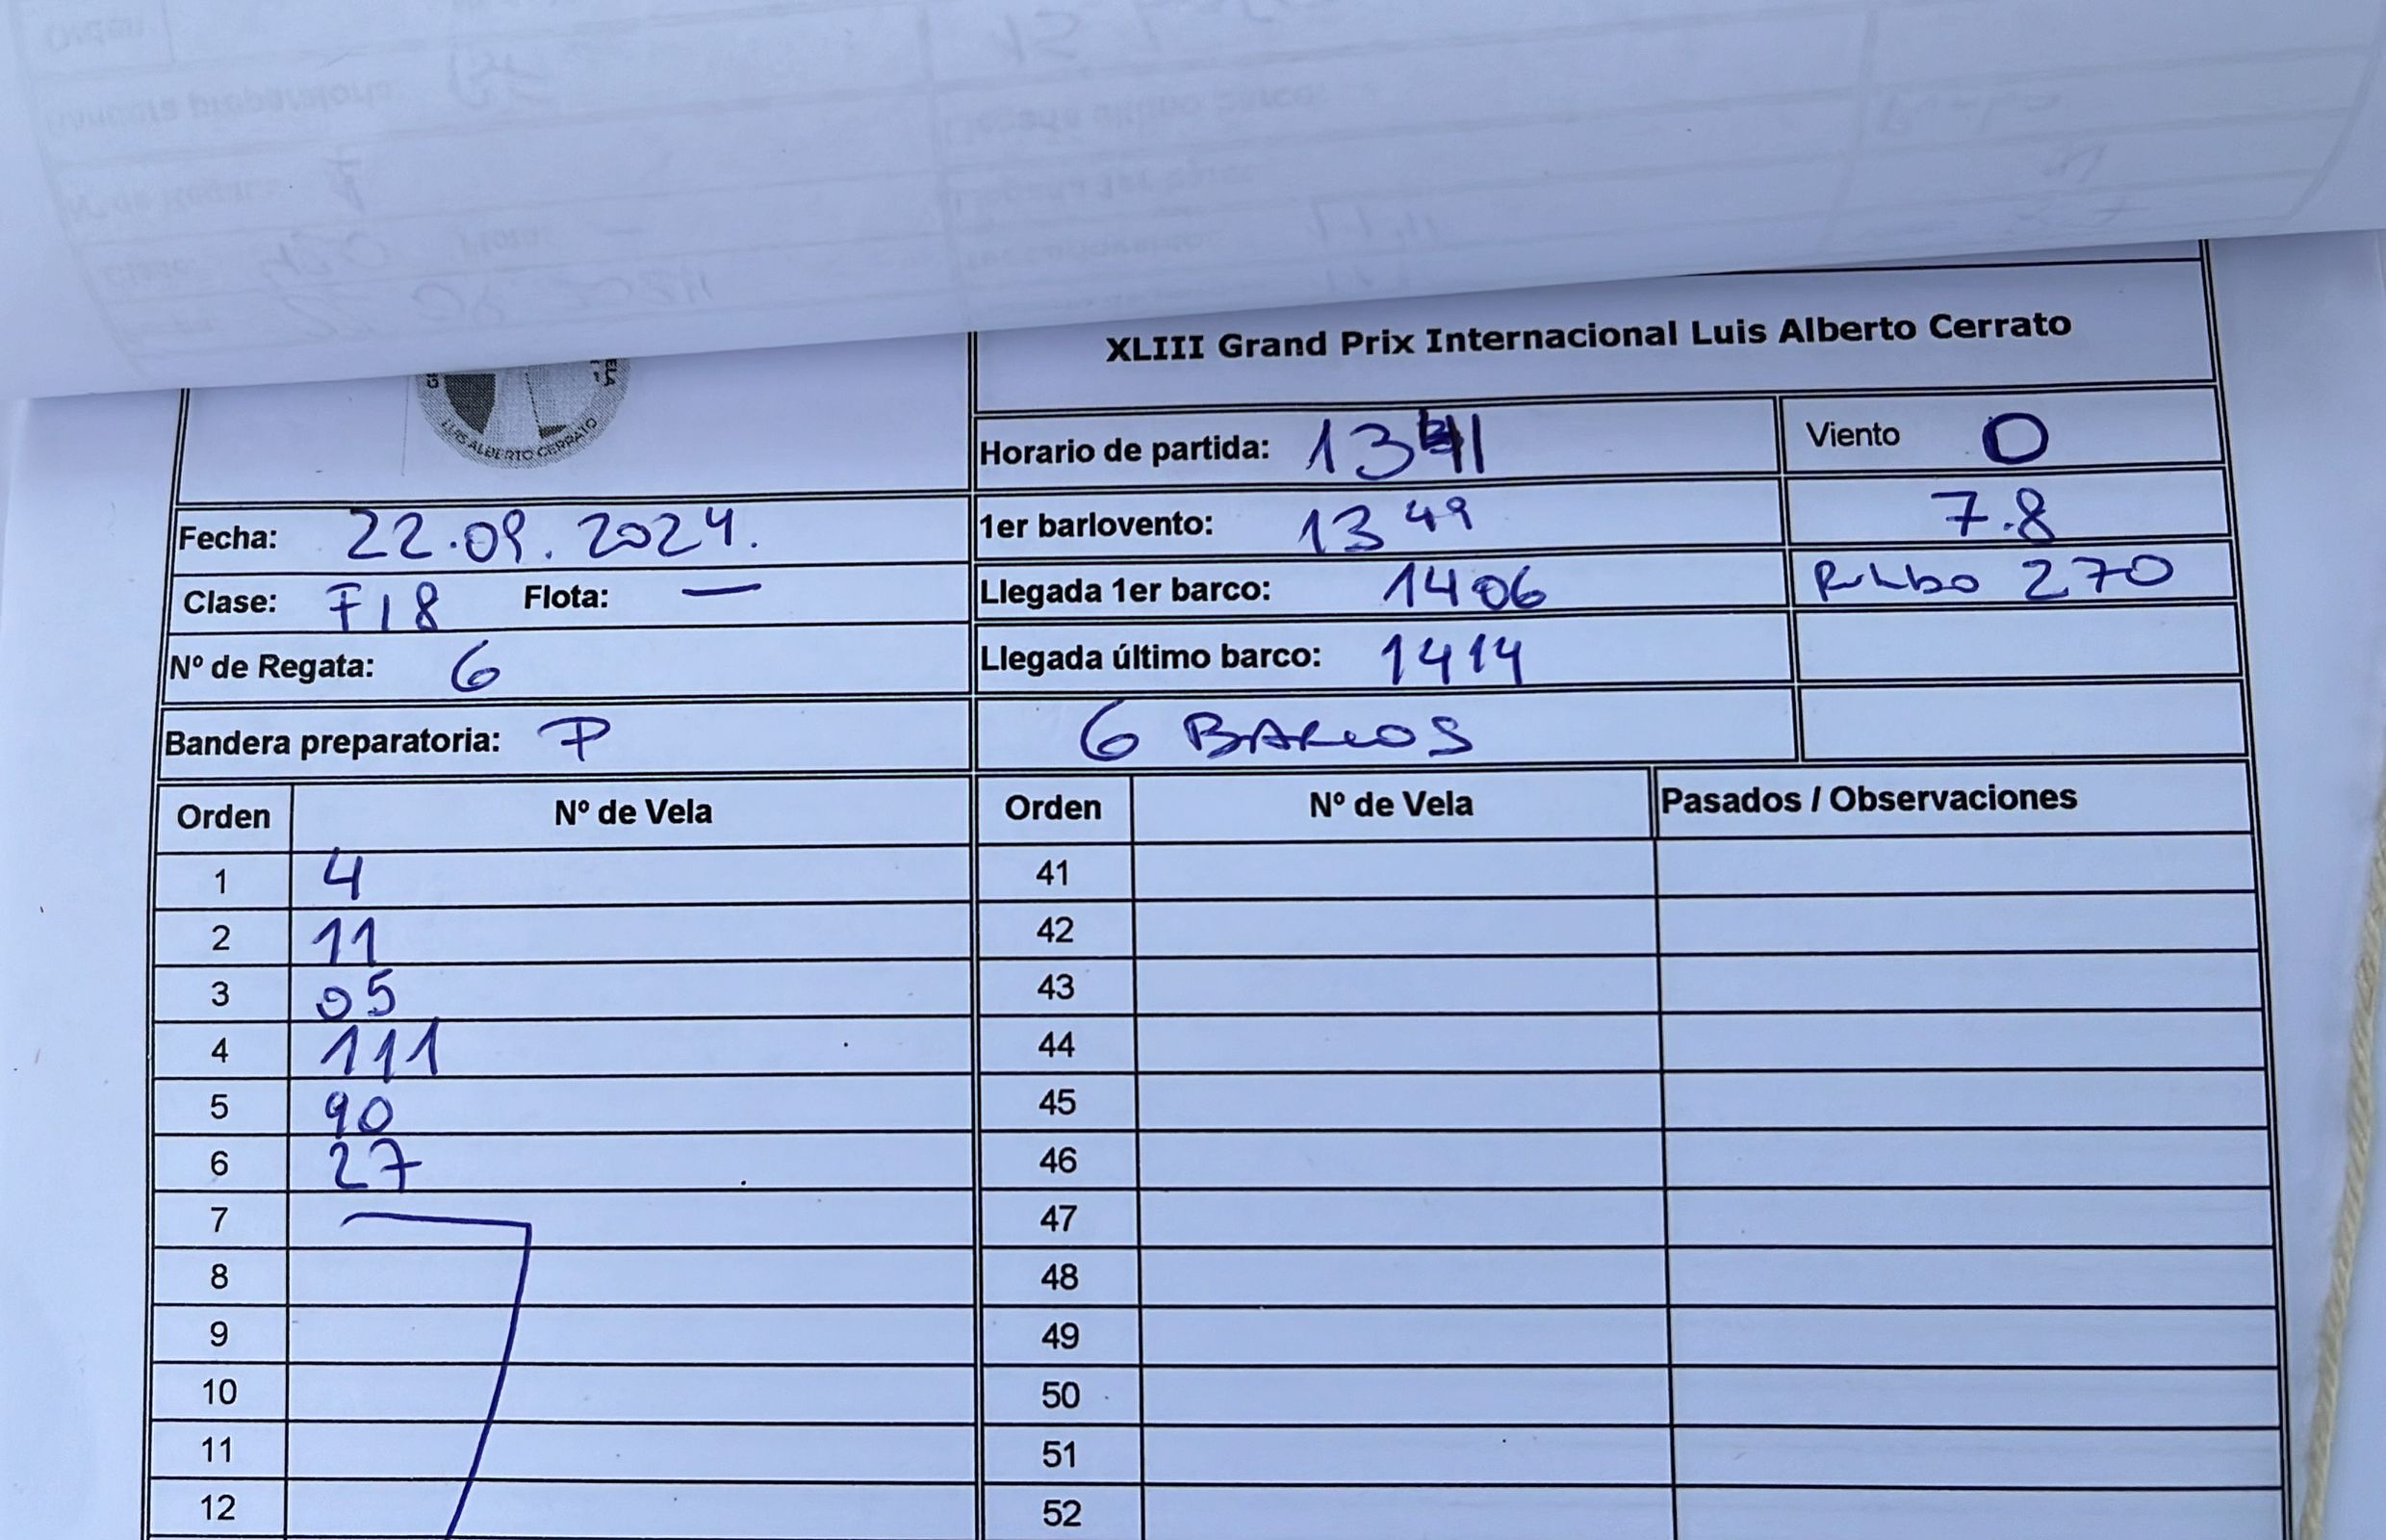 XLIII Grand Prix Internacional Luis Alberto Cerrato
LUIS ALBERTO CERRATO
Horario de partida: 1341 Viento O
Fecha: 22.09.2024. 1er barlovento: 13 49 7.8
Clase: F18 Flota: — Llegada 1er barco: 1406 Rumbo 270
Nº de Regata: 6 Llegada último barco: 1414
Bandera preparatoria: P 6 BARCOS
Orden Nº de Vela Orden Nº de Vela Pasados / Observaciones
1 4 41
2 11 42
3 05 43
4 111 44
5 90 45
6 27 46
7 47
8 48
9 49
10 50
11 51
12 52